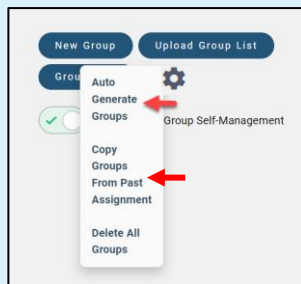 New Group Upload Group List
Grou
Auto
Generate
Groups
Group Self-Management
Copy
Groups
From Past
Assignment
Delete All
Groups